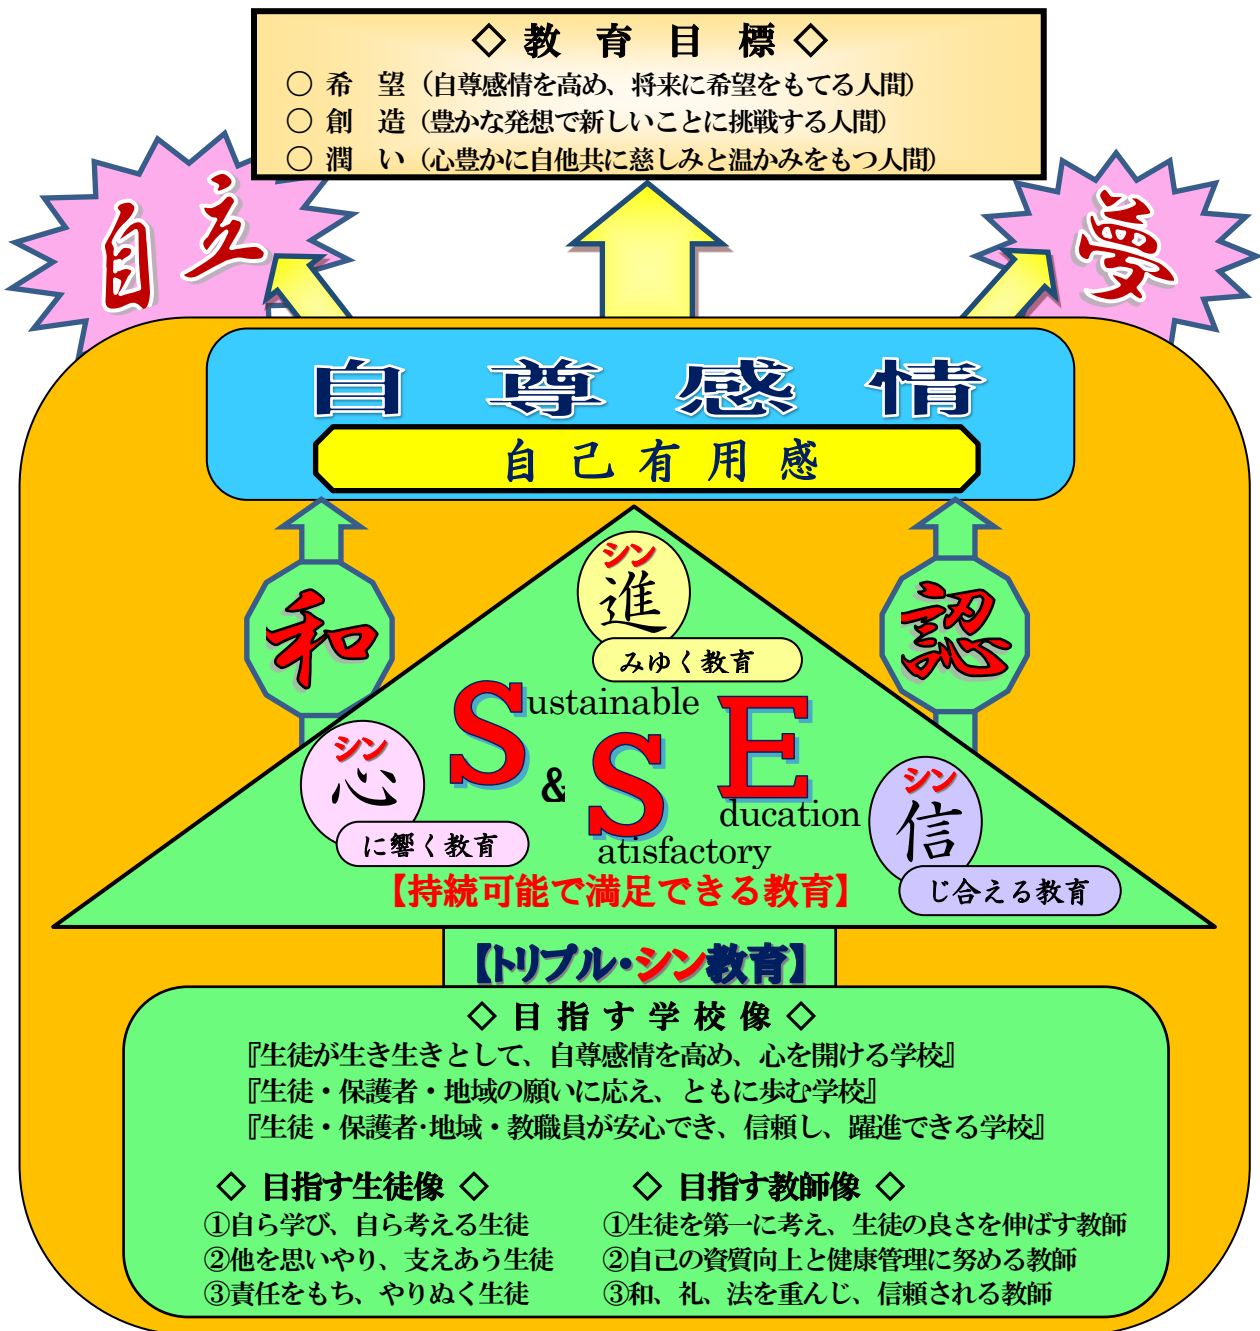 ◇ 教 育 目 標 ◇
○ 希 望 (自尊感情を高め、将来に希望をもてる人間)
○ 創 造 (豊かな発想で新しいことに挑戦する人間)
○ 潤 い (心豊かに自他共に慈しみと温かみをもつ人間)
自立
夢
自 尊 感 情
自 己 有 用 感
和
認
シン
進
みゆく教育
Sustainable
&
Satisfactory
Education
シン
心
に響く教育
シン
信
じ合える教育
【持続可能で満足できる教育】
【トリプル・シン教育】
◇ 目 指 す 学 校 像 ◇
『生徒が生き生きとして、自尊感情を高め、心を開ける学校』
『生徒・保護者・地域の願いに応え、ともに歩む学校』
『生徒・保護者・地域・教職員が安心でき、信頼し、躍進できる学校』
◇ 目指す生徒像 ◇
①自ら学び、自ら考える生徒
②他を思いやり、支えあう生徒
③責任をもち、やりぬく生徒
◇ 目指す教師像 ◇
①生徒を第一に考え、生徒の良さを伸ばす教師
②自己の資質向上と健康管理に努める教師
③和、礼、法を重んじ、信頼される教師